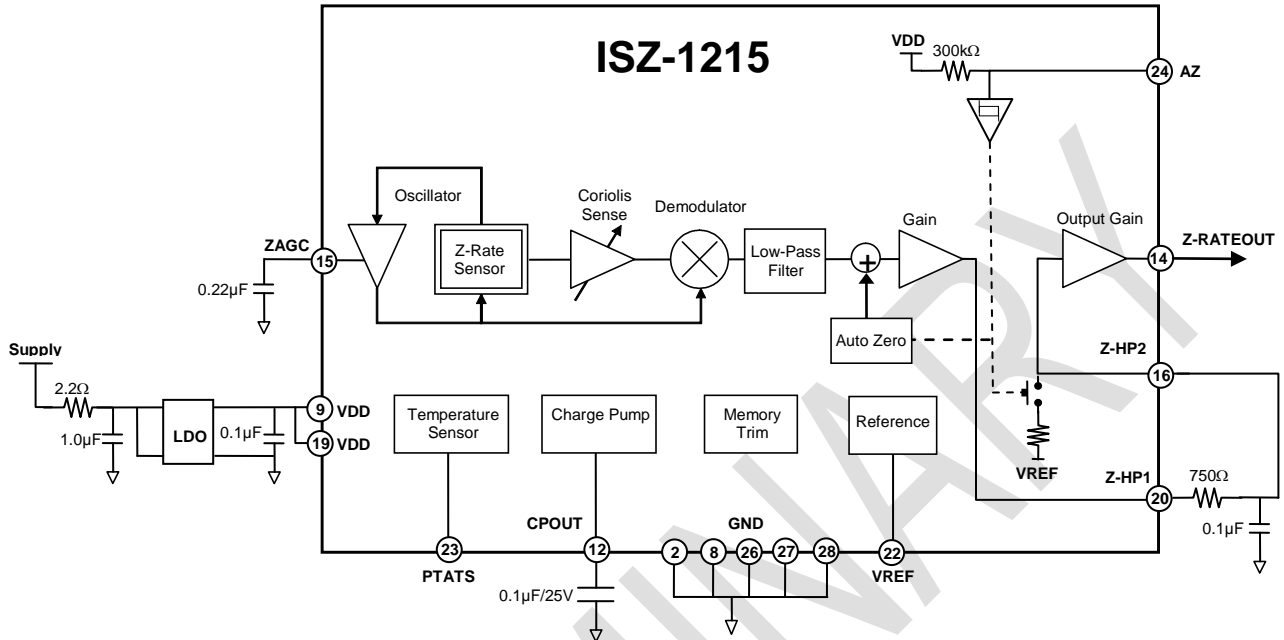 ISZ-1215
VDD
300kΩ
24
AZ
Oscillator
Coriolis
Sense
Demodulator
Gain
Output Gain
ZAGC
15
Z-Rate
Sensor
Low-Pass
Filter
+
Z-RATEOUT
14
0.22µF
Auto Zero
Z-HP2
16
Supply
2.2Ω
1.0µF
LDO
0.1µF
9
VDD
19
VDD
Temperature
Sensor
Charge Pump
Memory
Trim
Reference
VREF
Z-HP1
20
750Ω
0.1µF
CPOUT
GND
23
12
2
8
26
27
28
22
PTATS
VREF
0.1µF/25V
MINARY